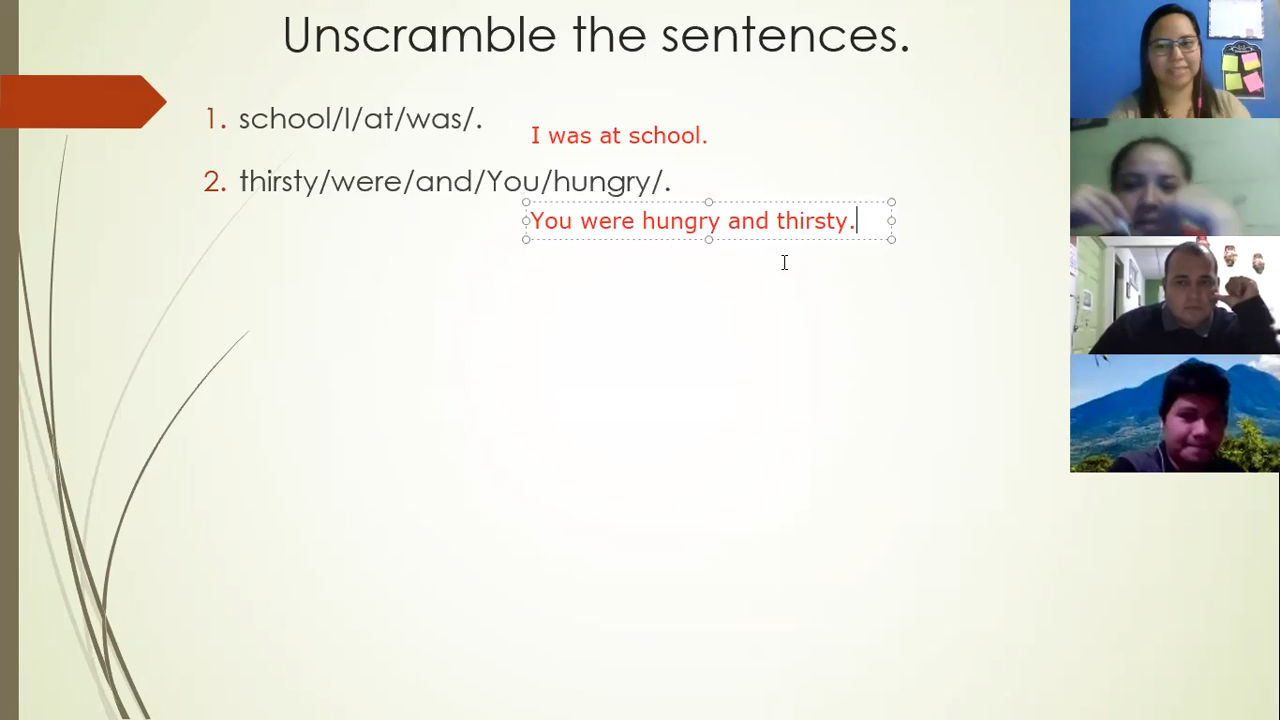 Unscramble the sentences.
1. school/I/at/was/.
I was at school.
2. thirsty/were/and/You/hungry/.
You were hungry and thirsty.